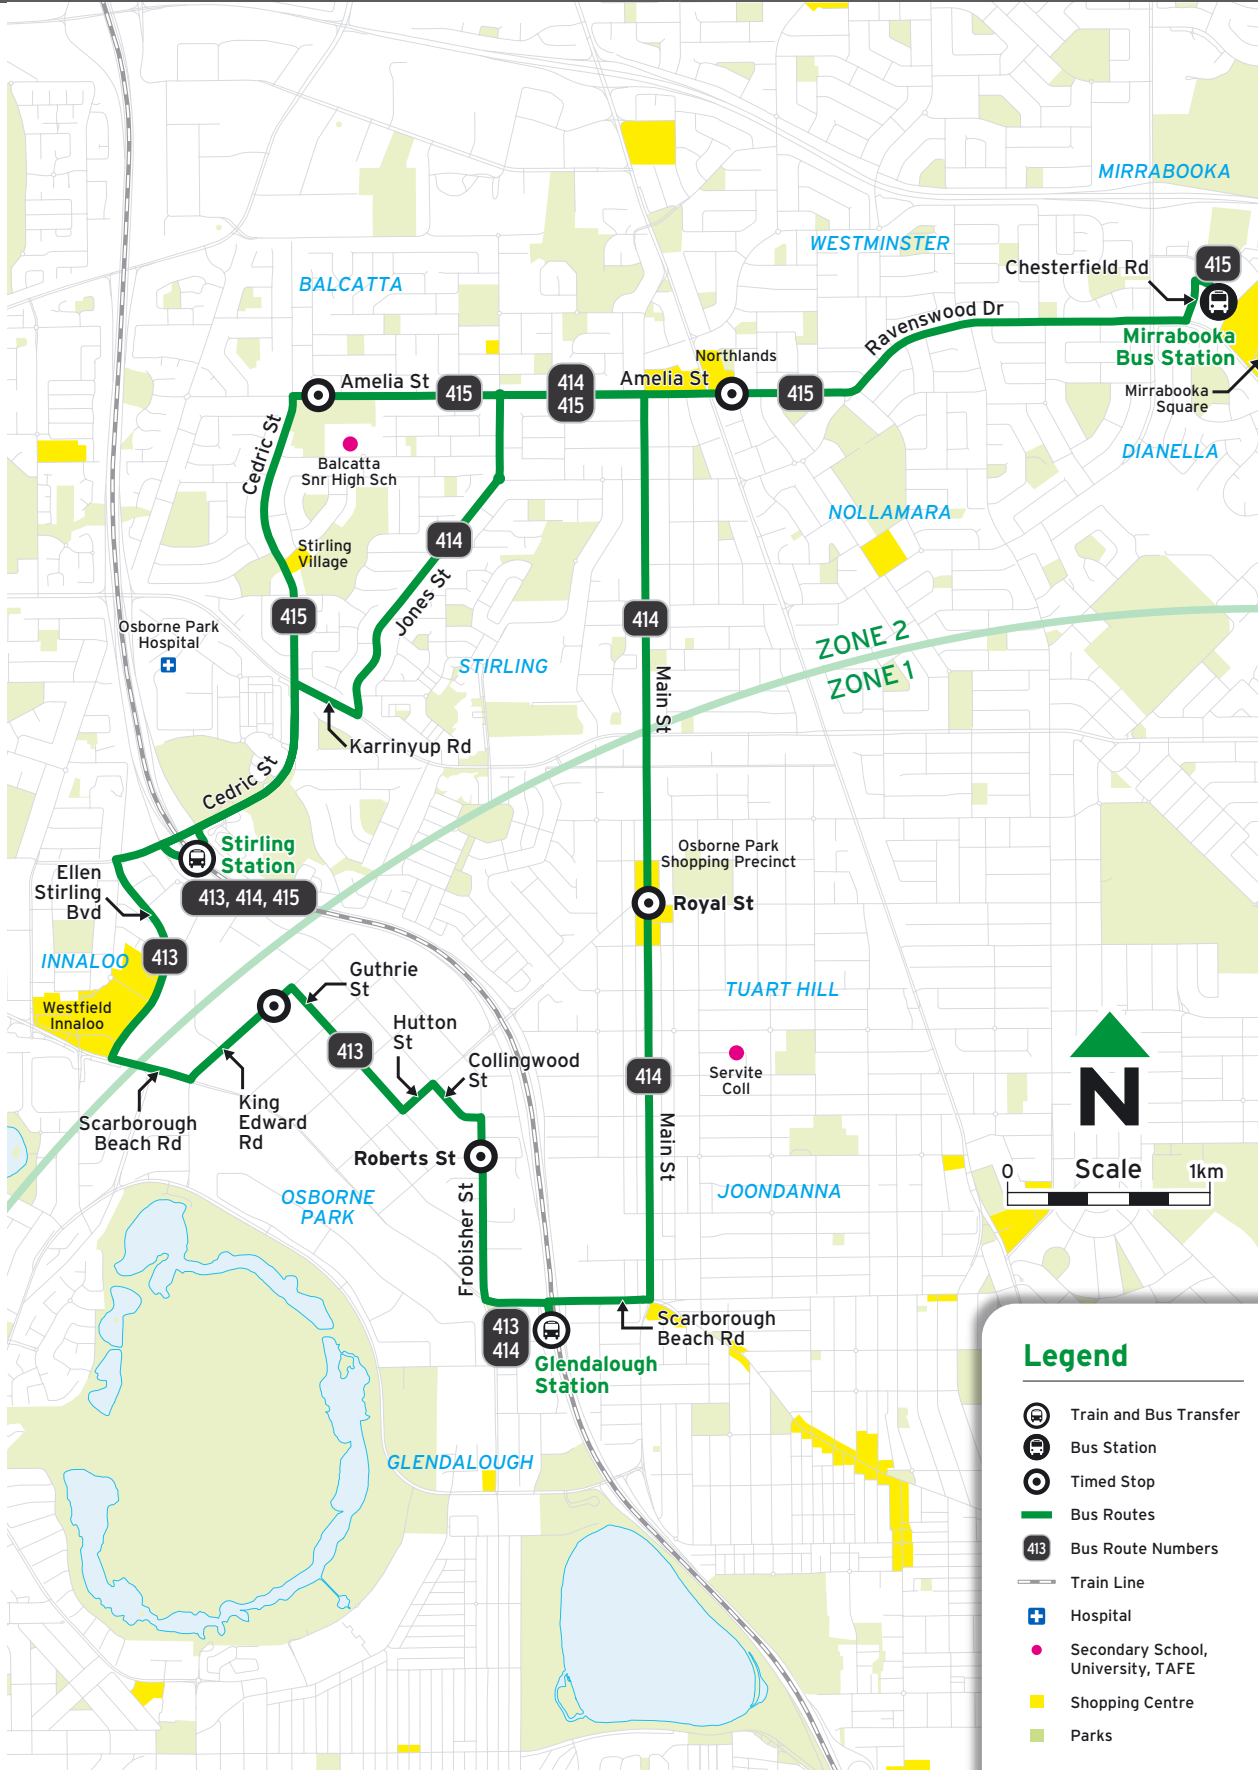 MIRRABOOKA
WESTMINSTER
Chesterfield Rd
415
BALCATTA
Ravenswood Dr
Mirrabooka
Bus Station
Northlands
Amelia St
415
414
415
Amelia St
415
Mirrabooka
Square
Cedric St
Balcatta
Snr High Sch
DIANELLA
NOLLAMARA
414
Stirling
Village
Jones St
415
414
Osborne Park
Hospital
ZONE 2
ZONE 1
STIRLING
Main St
Karrinyup Rd
Cedric St
Stirling
Station
Osborne Park
Shopping Precinct
Ellen
Stirling
Bvd
413, 414, 415
Royal St
INNALOO
413
Guthrie
St
TUART HILL
Westfield
Innaloo
Hutton
St
413
Collingwood
St
414
Servite
Coll
N
King
Edward
Rd
Scarborough
Beach Rd
Main St
Roberts St
0
Scale
1km
OSBORNE
PARK
JOONDANNA
Frobisher St
413
414
Scarborough
Beach Rd
Glendalough
Station
GLENDALOUGH
Legend
Train and Bus Transfer
Bus Station
Timed Stop
Bus Routes
413
Bus Route Numbers
Train Line
Hospital
Secondary School,
University, TAFE
Shopping Centre
Parks